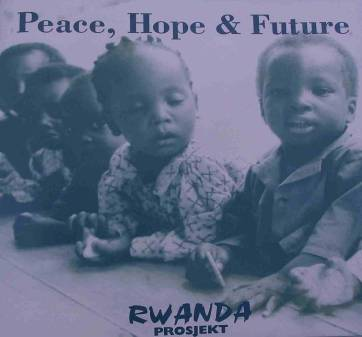 Peace, Hope & Future
RWANDA
PROSJEKT